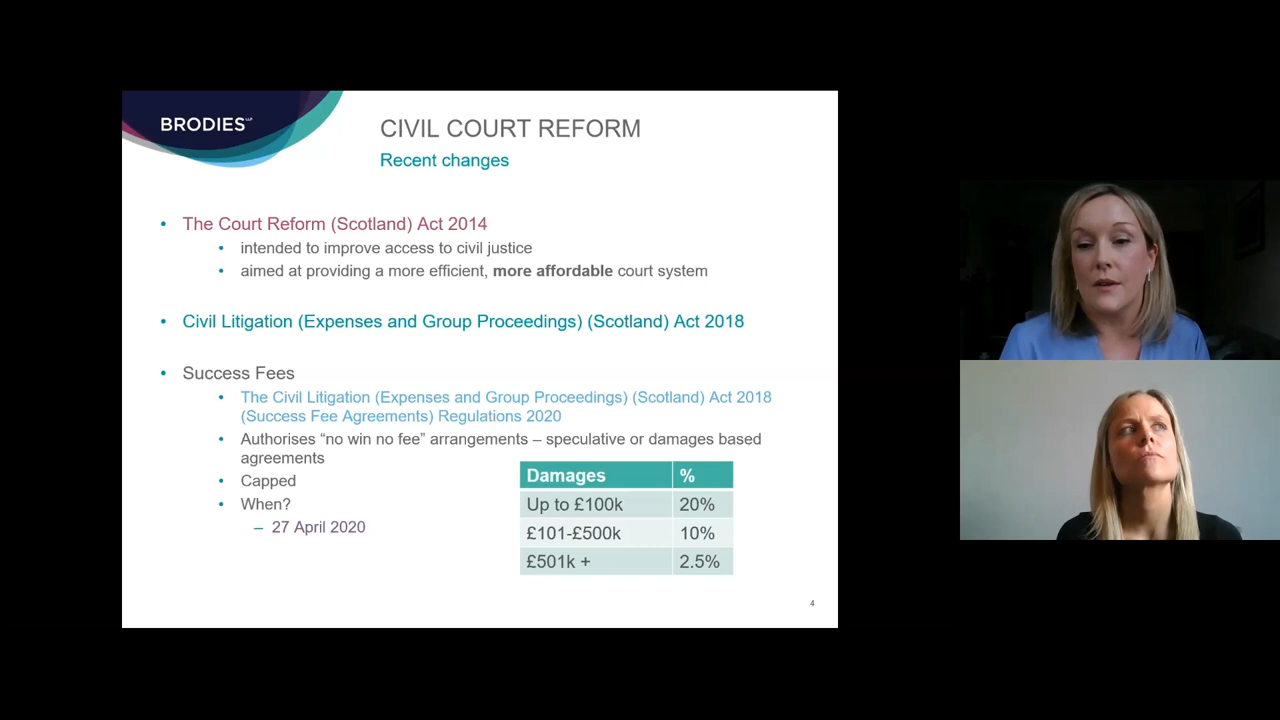 BRODIES LLP
CIVIL COURT REFORM
Recent changes
• The Court Reform (Scotland) Act 2014
• intended to improve access to civil justice
• aimed at providing a more efficient, more affordable court system
• Civil Litigation (Expenses and Group Proceedings) (Scotland) Act 2018
• Success Fees
• The Civil Litigation (Expenses and Group Proceedings) (Scotland) Act 2018
(Success Fee Agreements) Regulations 2020
• Authorises “no win no fee” arrangements – speculative or damages based
agreements
• Capped
• When?
– 27 April 2020
Damages %
Up to £100k 20%
£101-£500k 10%
£501k + 2.5%
4